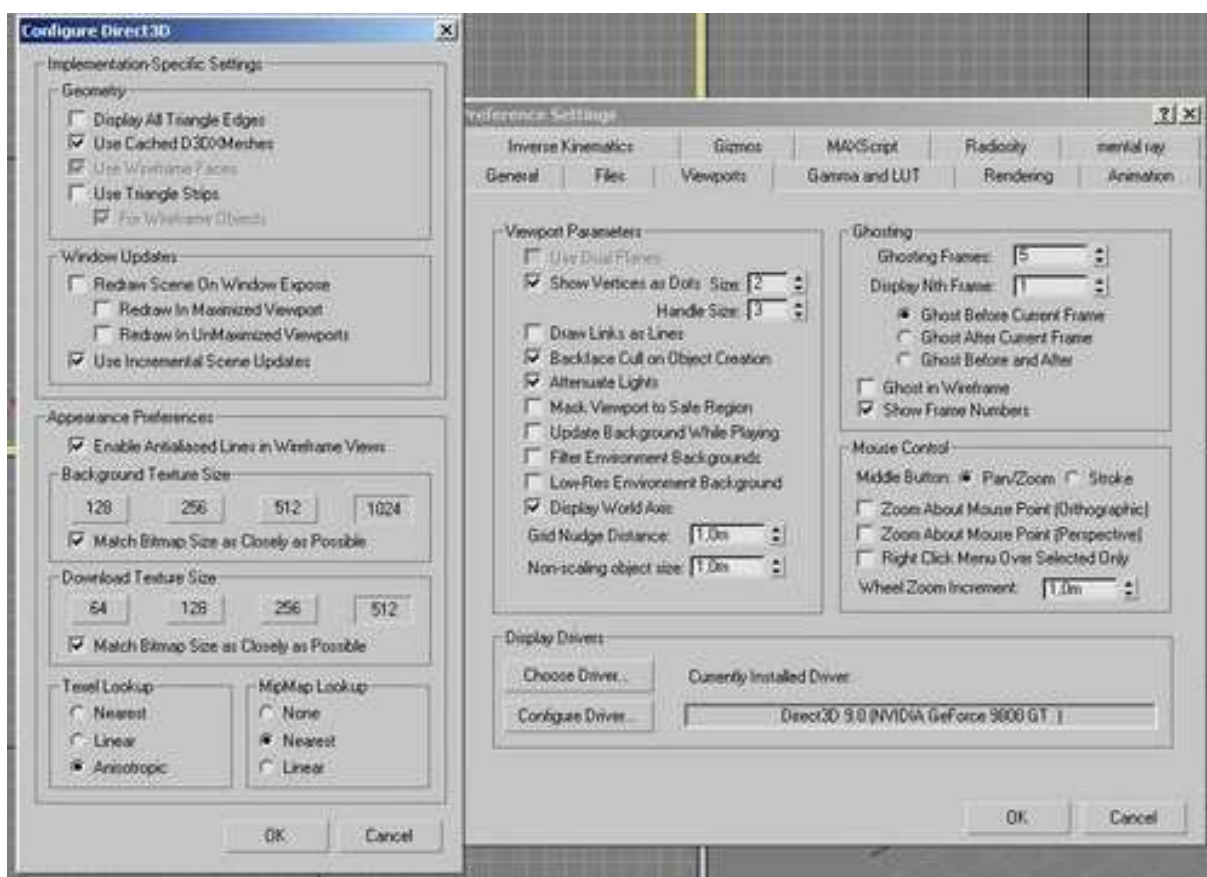 Configure Direct3D
Implementation-Specific Settings
Geometry
Display All Triangle Edges
Use Cached D3DXMeshes
Use Wireframe Faces
Use Triangle Strips
For Wireframe Objects
Window Updates
Redraw Scene On Window Expose
Redraw In Maximized Viewport
Redraw In UnMaximized Viewports
Use Incremental Scene Updates
Appearance Preferences
Enable Antialiased Lines in Wireframe Views
Background Texture Size
128 256 512 1024
Match Bitmap Size as Closely as Possible
Download Texture Size
64 128 256 512
Match Bitmap Size as Closely as Possible
Texel Lookup
Nearest
Linear
Anisotropic
MipMap Lookup
None
Nearest
Linear
OK Cancel
Preference Settings
Inverse Kinematics Gizmos MAXScript Radiosity mental ray
General Files Viewports Gamma and LUT Rendering Animation
Viewport Parameters
Use Dual Planes
Show Vertices as Dots Size: 2
Handle Size: 3
Draw Links as Lines
Backface Cull on Object Creation
Attenuate Lights
Mask Viewport to Safe Region
Update Background While Playing
Filter Environment Backgrounds
Low-Res Environment Background
Display World Axis
Grid Nudge Distance: 1,0m
Non-scaling object size: 1,0m
Ghosting
Ghosting Frames: 5
Display Nth Frame: 1
Ghost Before Current Frame
Ghost After Current Frame
Ghost Before and After
Ghost in Wireframe
Show Frame Numbers
Mouse Control
Middle Button: Pan/Zoom Stroke
Zoom About Mouse Point (Orthographic)
Zoom About Mouse Point (Perspective)
Right Click Menu Over Selected Only
Wheel Zoom Increment: 1,0m
Display Drivers
Choose Driver...
Configure Driver...
Currently Installed Driver:
Direct3D 9.0 (NVIDIA GeForce 9800 GT )
OK Cancel